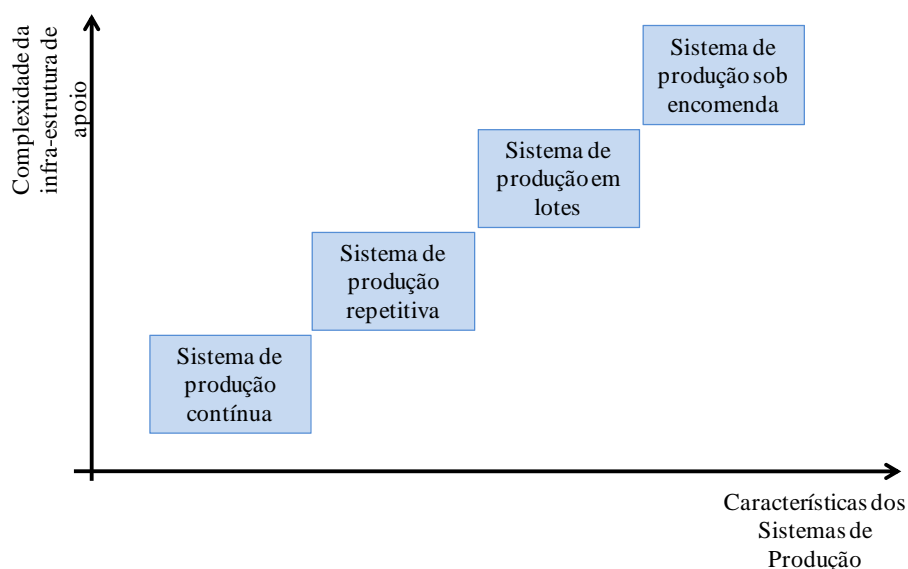 Complexidade da
infra-estrutura de
apoio
Sistema de
produção sob
encomenda
Sistema de
produção em
lotes
Sistema de
produção
repetitiva
Sistema de
produção
contínua
Características dos
Sistemas de
Produção